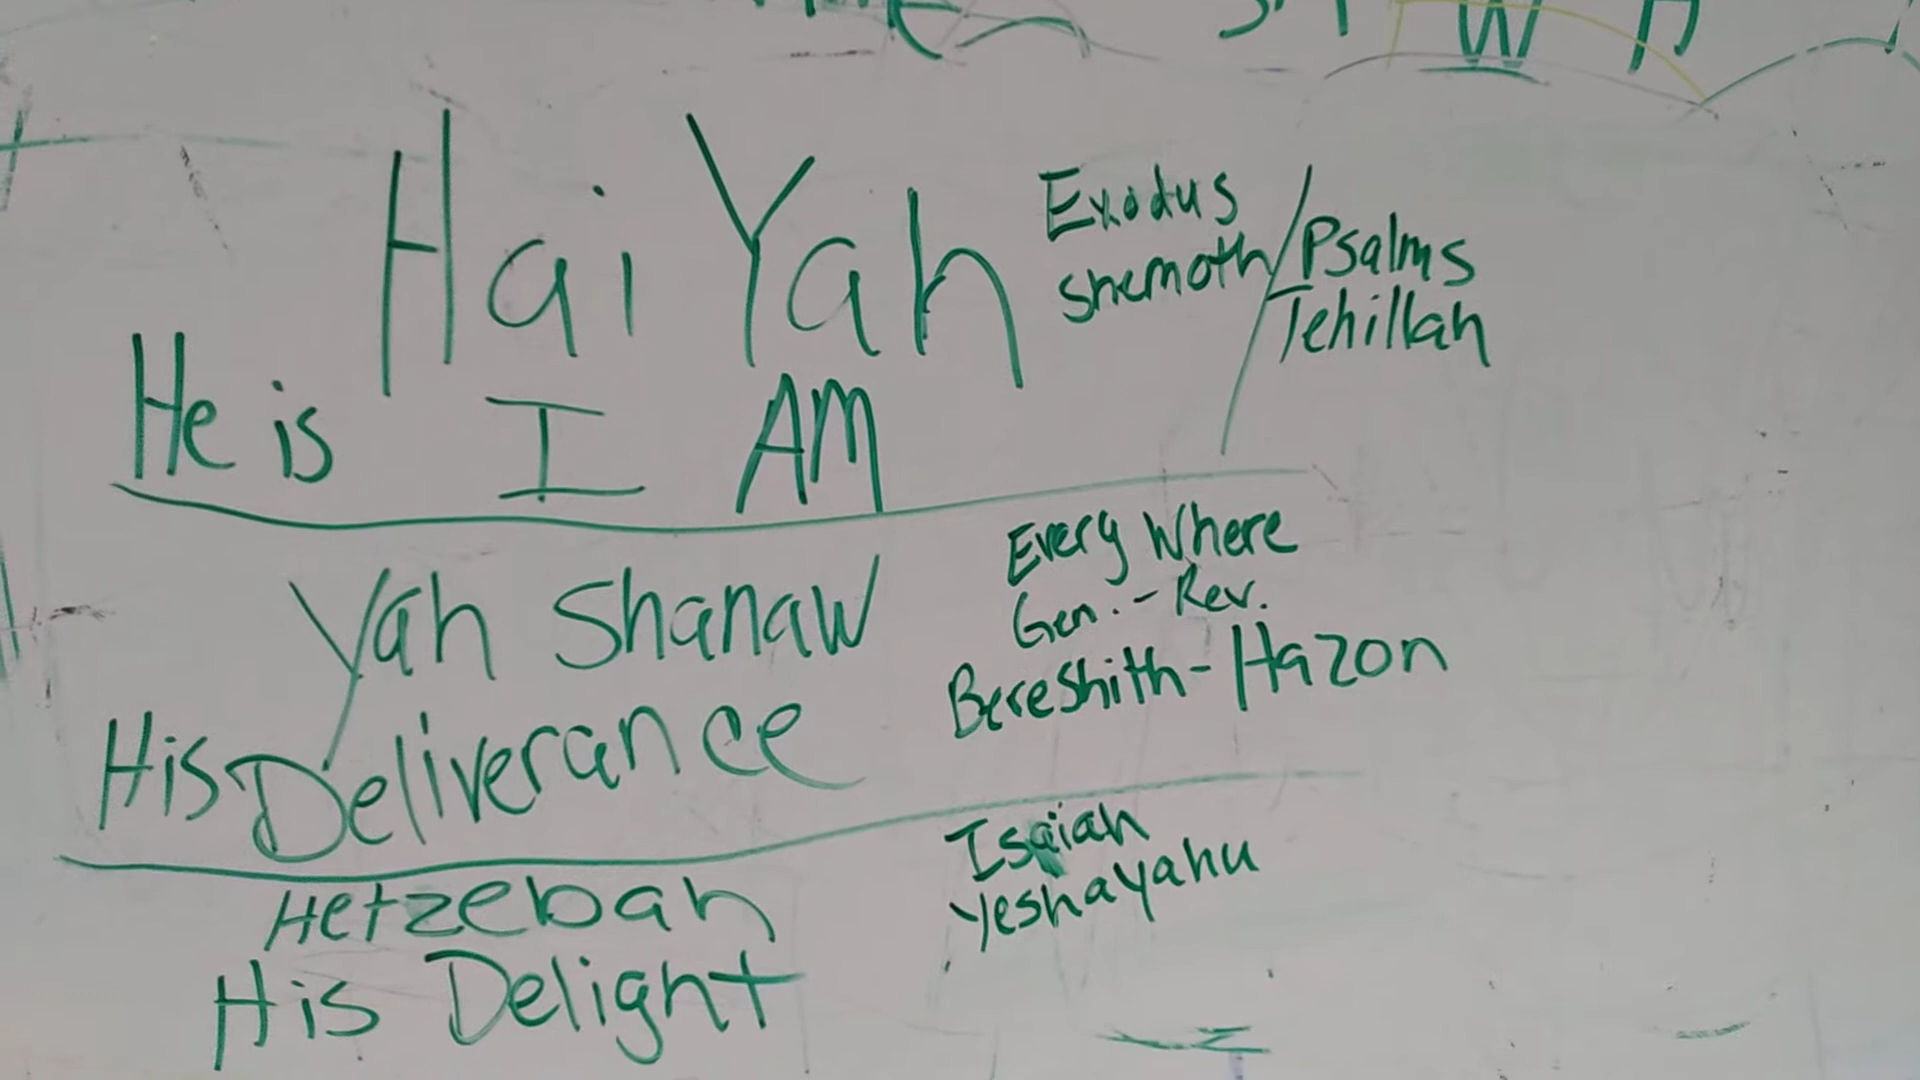 Hai Yah
Exodus
Shemoth / Psalms
Tehillah
He is I AM
Yah Shanaw
Every Where
Gen. - Rev.
Bereshith - Hazon
His Deliverance
Isaiah
Yeshayahu
Hetzebah
His Delight